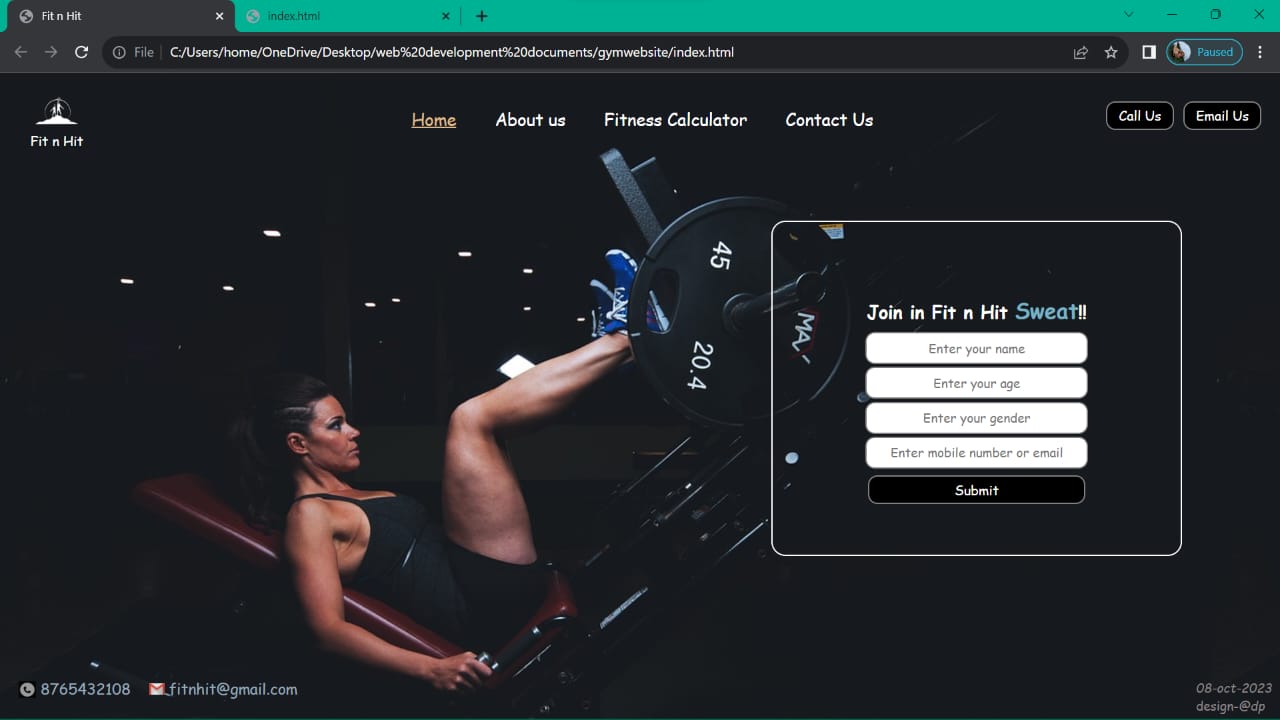 Fit n Hit
index.html
File
C:/Users/home/OneDrive/Desktop/web%20development%20documents/gymwebsite/index.html
Paused
Fit n Hit
Home
About us
Fitness Calculator
Contact Us
Call Us
Email Us
45
20.4
MA
Join in Fit n Hit Sweat!!
Enter your name
Enter your age
Enter your gender
Enter mobile number or email
Submit
8765432108
fitnhit@gmail.com
08-oct-2023
design-@dp